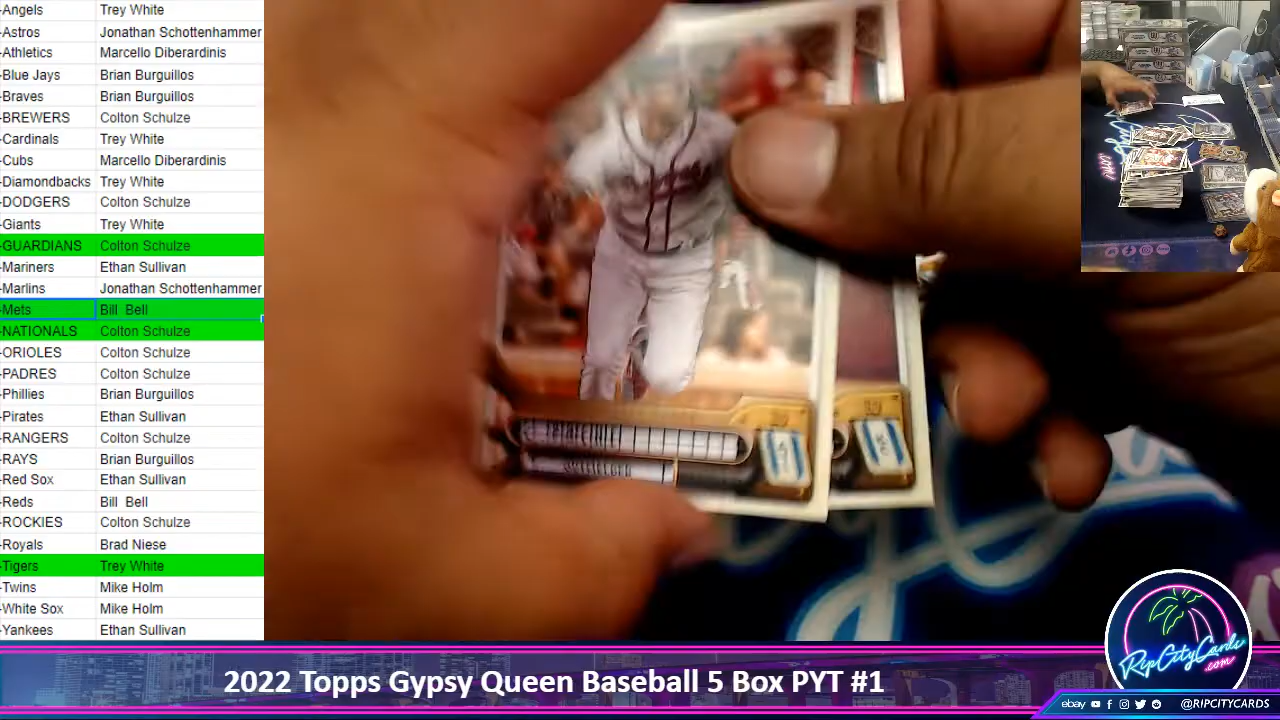 -Angels Trey White
-Astros Jonathan Schottenhammer
-Athletics Marcello Diberardinis
-Blue Jays Brian Burguillos
-Braves Brian Burguillos
-BREWERS Colton Schulze
-Cardinals Trey White
-Cubs Marcello Diberardinis
-Diamondbacks Trey White
-DODGERS Colton Schulze
-Giants Trey White
-GUARDIANS Colton Schulze
-Mariners Ethan Sullivan
-Marlins Jonathan Schottenhammer
-Mets Bill Bell
-NATIONALS Colton Schulze
-ORIOLES Colton Schulze
-PADRES Colton Schulze
-Phillies Brian Burguillos
-Pirates Ethan Sullivan
-RANGERS Colton Schulze
-RAYS Brian Burguillos
-Red Sox Ethan Sullivan
-Reds Bill Bell
-ROCKIES Colton Schulze
-Royals Brad Niese
-Tigers Trey White
-Twins Mike Holm
-White Sox Mike Holm
-Yankees Ethan Sullivan
2022 Topps Gypsy Queen Baseball 5 Box PYT #1
RipCityCards
.com
ebay @RIPCITYCARDS